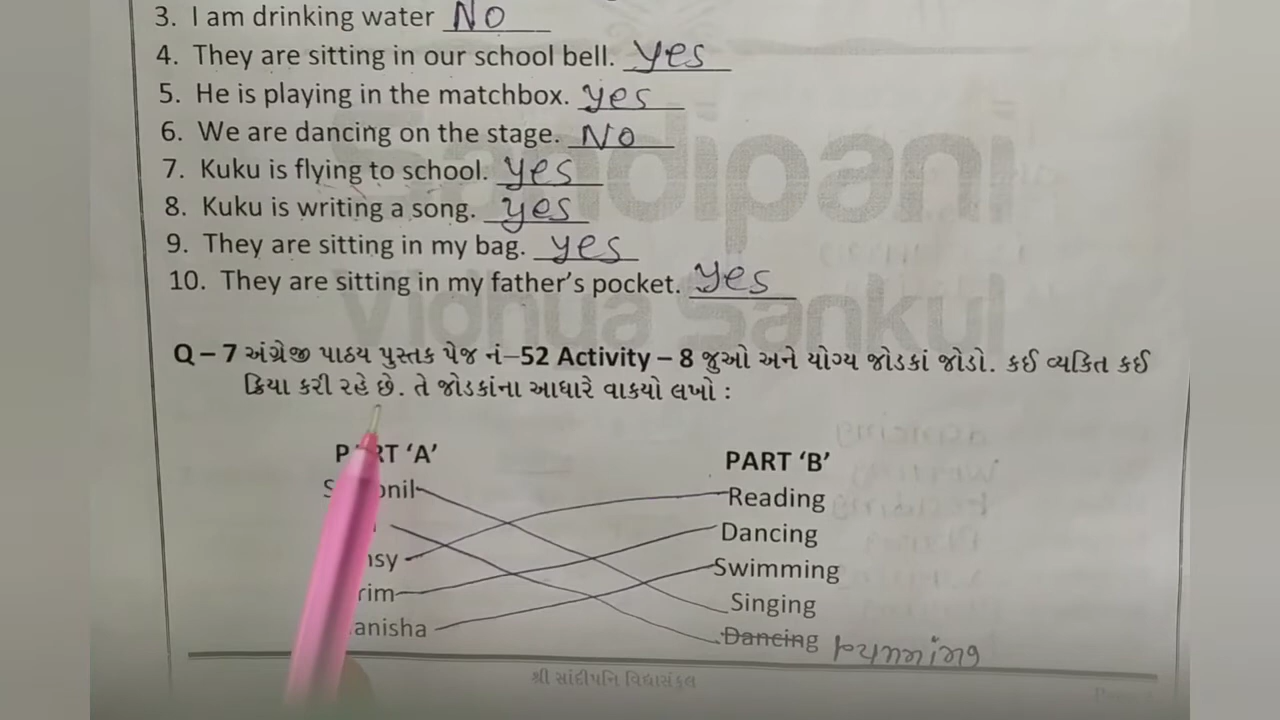 3. I am drinking water NO
4. They are sitting in our school bell. yes
5. He is playing in the matchbox. yes
6. We are dancing on the stage. No
7. Kuku is flying to school. yes
8. Kuku is writing a song. yes
9. They are sitting in my bag. yes
10. They are sitting in my father's pocket. yes
Sandipani
Vidhya Sankul
Q – 7 અંગ્રેજી પાઠય પુસ્તક પેજ નં–52 Activity – 8 જુઓ અને યોગ્ય જોડકાં જોડો. કઈ વ્યકિત કઈ
ક્રિયા કરી રહે છે. તે જોડકાંના આધારે વાકયો લખો :
PART 'A' PART 'B'
Reading
Dancing
Swimming
Singing
Dancing
શ્રી સાંદીપનિ વિદ્યાસંકુલ